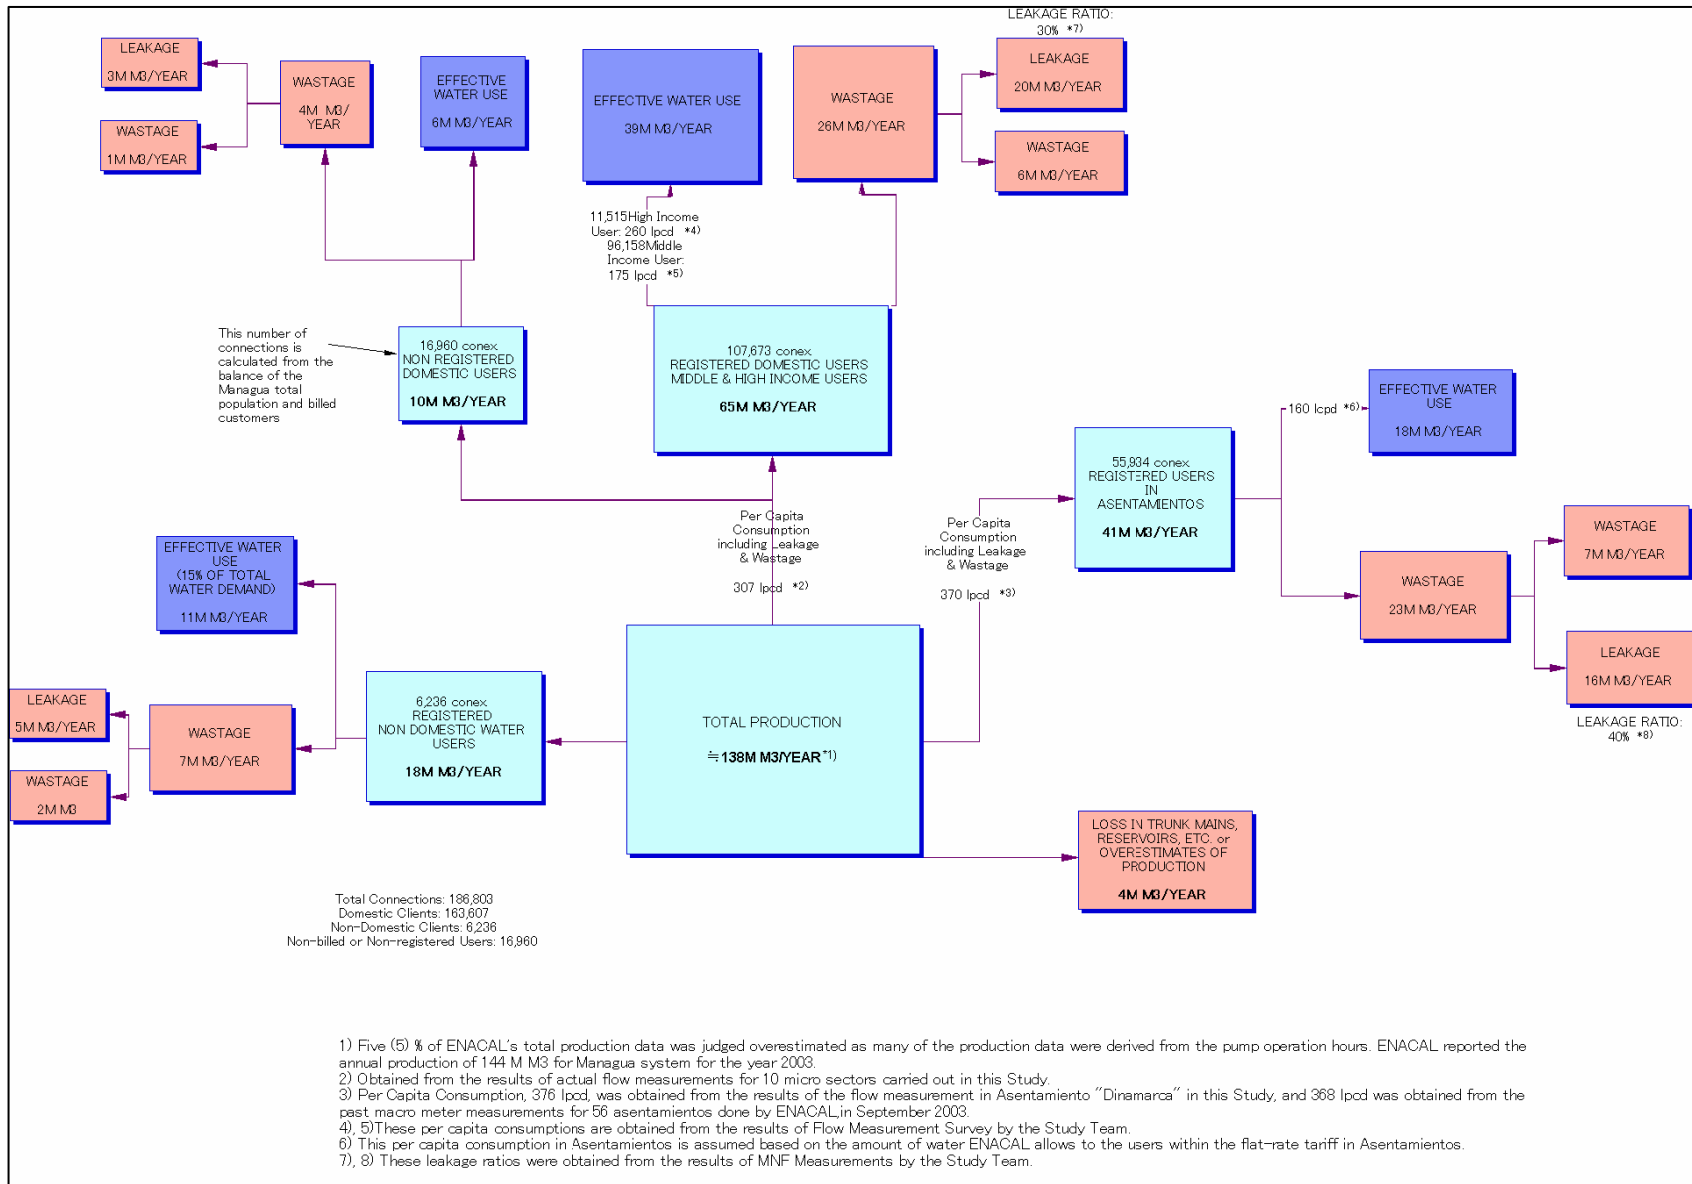 LEAKAGE RATIO:
30% *7)
LEAKAGE
3M M3/YEAR
WASTAGE
4M M3/
YEAR
WASTAGE
1M M3/YEAR
EFFECTIVE
WATER USE
6M M3/YEAR
EFFECTIVE WATER USE
39M M3/YEAR
WASTAGE
26M M3/YEAR
LEAKAGE
20M M3/YEAR
WASTAGE
6M M3/YEAR
11,515High Income
User: 260 lpcd *4)
96,158Middle
Income User:
175 lpcd *5)
This number of
connections is
calculated from the
balance of the
Managua total
population and billed
customers
16,960 conex
NON REGISTERED
DOMESTIC USERS
10M M3/YEAR
107,673 conex
REGISTERED DOMESTIC USERS
MIDDLE & HIGH INCOME USERS
65M M3/YEAR
160 lcpd *6)
EFFECTIVE WATER
USE
18M M3/YEAR
55,934 conex
REGISTERED USERS
IN
ASENTAMIENTOS
41M M3/YEAR
Per Capita
Consumption
including Leakage
& Wastage
307 lpcd *2)
Per Capita
Consumption
including Leakage
& Wastage
370 lpcd *3)
WASTAGE
7M M3/YEAR
WASTAGE
23M M3/YEAR
LEAKAGE
16M M3/YEAR
LEAKAGE RATIO:
40% *8)
EFFECTIVE WATER
USE
(15% OF TOTAL
WATER DEMAND)
11M M3/YEAR
LEAKAGE
5M M3/YEAR
WASTAGE
7M M3/YEAR
WASTAGE
2M M3
6,236 conex
REGISTERED
NON DOMESTIC WATER
USERS
18M M3/YEAR
TOTAL PRODUCTION
≒138M M3/YEAR*1)
LOSS IN TRUNK MAINS,
RESERVOIRS, ETC. or
OVERESTIMATES OF
PRODUCTION
4M M3/YEAR
Total Connections: 186,803
Domestic Clients: 163,607
Non-Domestic Clients: 6,236
Non-billed or Non-registered Users: 16,960
1) Five (5) % of ENACAL's total production data was judged overestimated as many of the production data were derived from the pump operation hours. ENACAL reported the
annual production of 144 M M3 for Managua system for the year 2003.
2) Obtained from the results of actual flow measurements for 10 micro sectors carried out in this Study.
3) Per Capita Consumption, 376 lpcd, was obtained from the results of the flow measurement in Asentamiento "Dinamarca" in this Study, and 368 lpcd was obtained from the
past macro meter measurements for 56 asentamientos done by ENACAL,in September 2003.
4), 5)These per capita consumptions are obtained from the results of Flow Measurement Survey by the Study Team.
6) This per capita consumption in Asentamientos is assumed based on the amount of water ENACAL allows to the users within the flat-rate tariff in Asentamientos.
7), 8) These leakage ratios were obtained from the results of MNF Measurements by the Study Team.